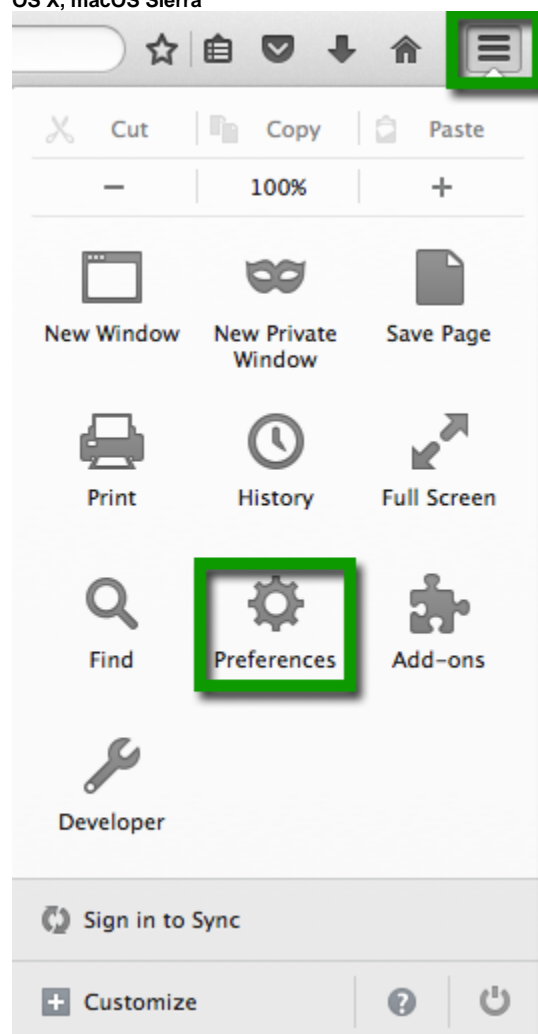 OS X, macOS Sierra
Cut Copy Paste
− 100% +
New Window New Private Window Save Page
Print History Full Screen
Find Preferences Add-ons
Developer
Sign in to Sync
Customize